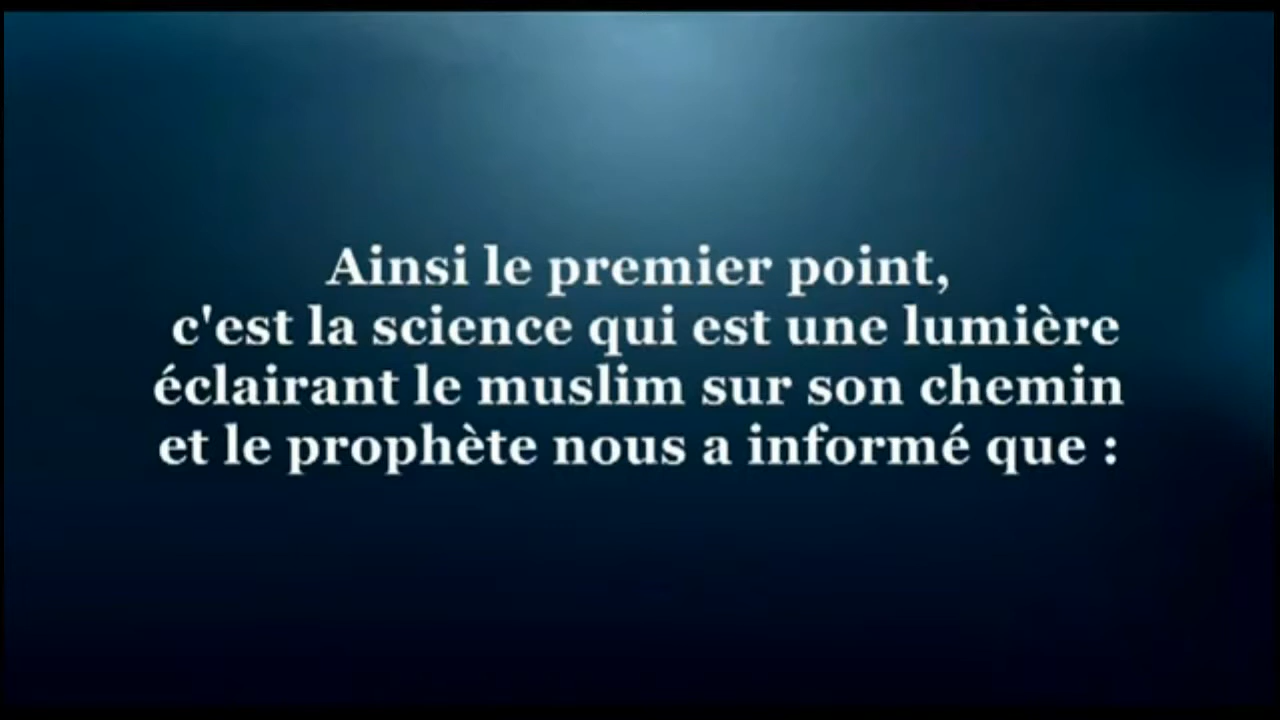 Ainsi le premier point,
c'est la science qui est une lumière
éclairant le muslim sur son chemin
et le prophète nous a informé que :